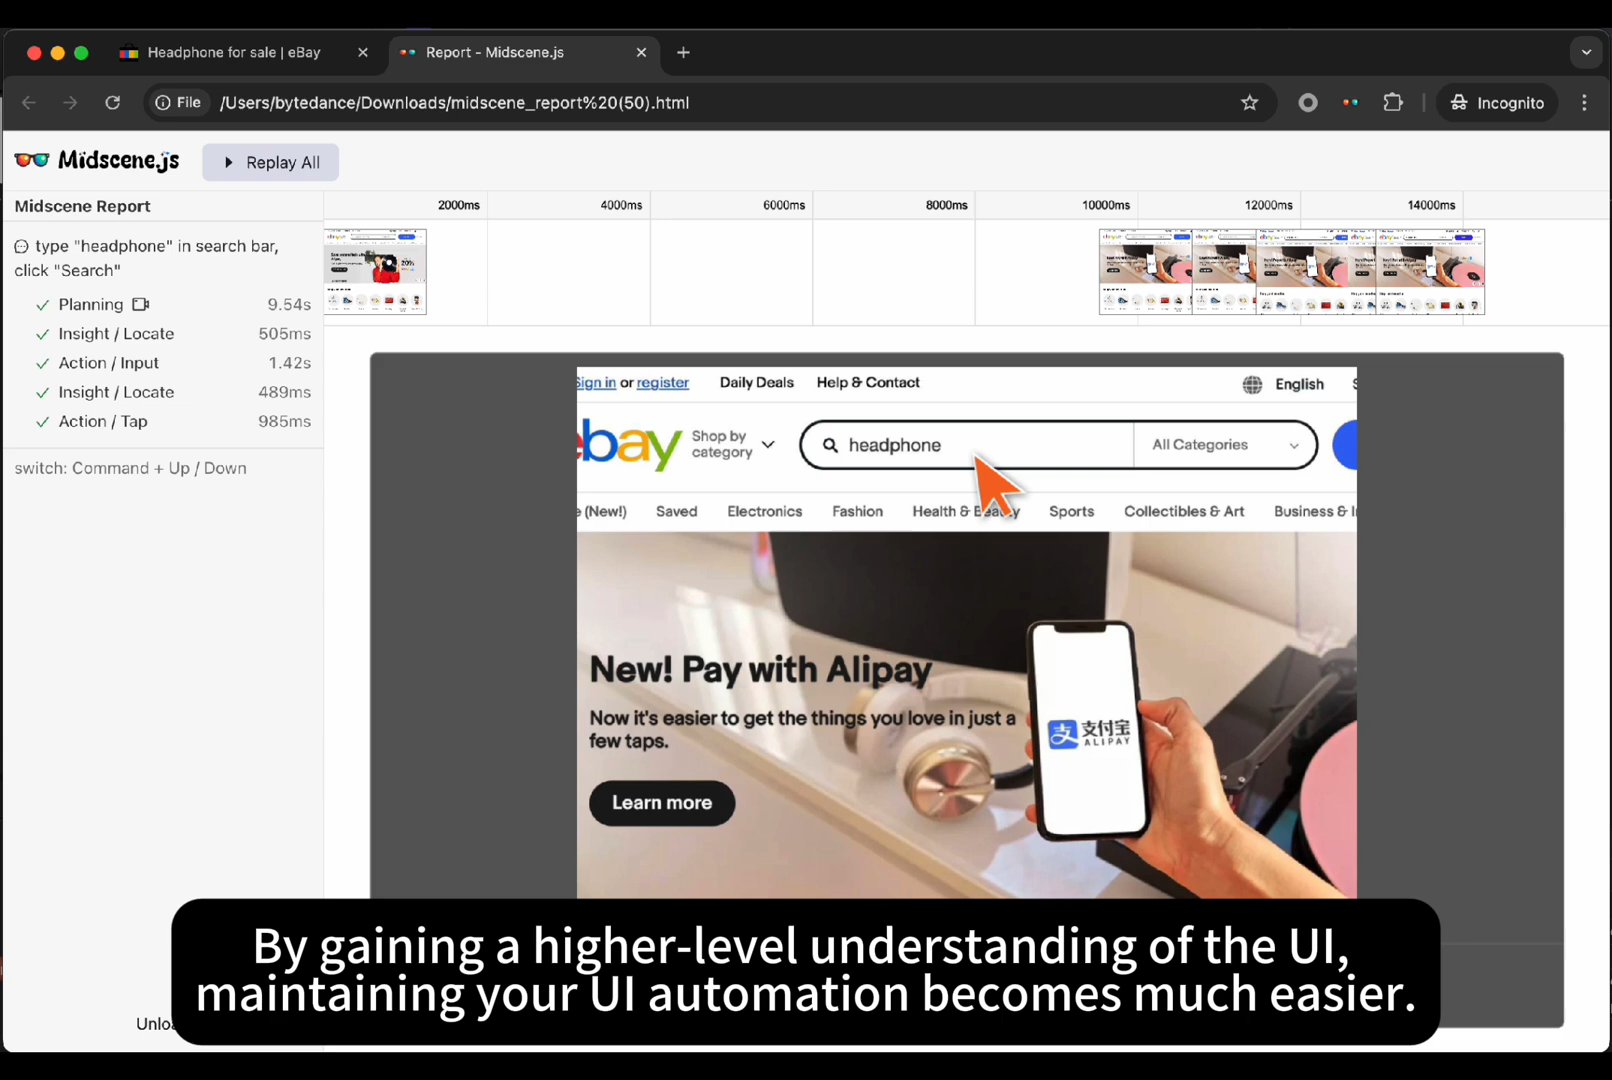 Headphone for sale | eBay
Report - Midscene.js
File /Users/bytedance/Downloads/midscene_report%20(50).html
Incognito
Midscene.js
Replay All
Midscene Report
2000ms 4000ms 6000ms 8000ms 10000ms 12000ms 14000ms
type "headphone" in search bar,
click "Search"
Planning 9.54s
Insight / Locate 505ms
Action / Input 1.42s
Insight / Locate 489ms
Action / Tap 985ms
switch: Command + Up / Down
Sign in or register Daily Deals Help & Contact English
ebay
Shop by
category
headphone
All Categories
(New!) Saved Electronics Fashion Health & Beauty Sports Collectibles & Art Business &
New! Pay with Alipay
Now it's easier to get the things you love in just a
few taps.
Learn more
支 支付宝
ALIPAY
By gaining a higher-level understanding of the UI,
maintaining your UI automation becomes much easier.